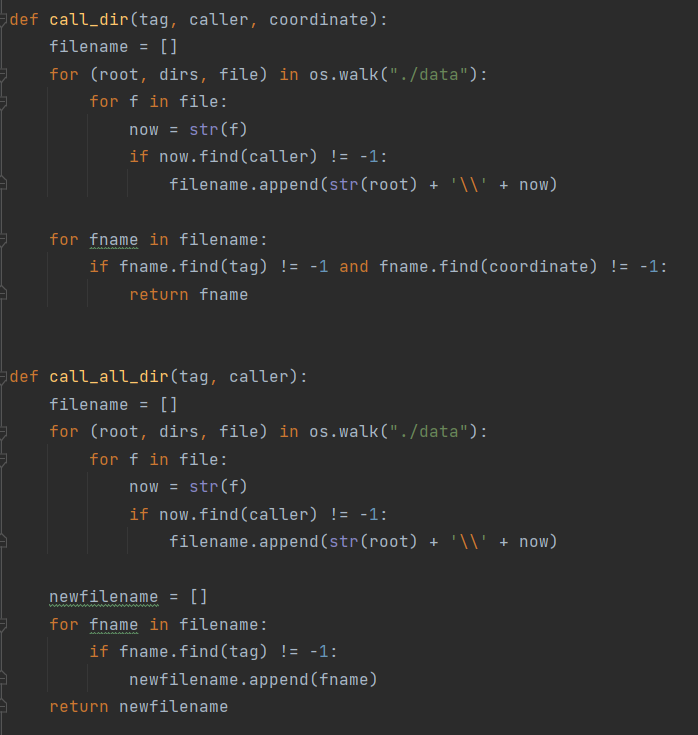 def call_dir(tag, caller, coordinate):
    filename = []
    for (root, dirs, file) in os.walk("./data"):
        for f in file:
            now = str(f)
            if now.find(caller) != -1:
                filename.append(str(root) + '\\' + now)

    for fname in filename:
        if fname.find(tag) != -1 and fname.find(coordinate) != -1:
            return fname


def call_all_dir(tag, caller):
    filename = []
    for (root, dirs, file) in os.walk("./data"):
        for f in file:
            now = str(f)
            if now.find(caller) != -1:
                filename.append(str(root) + '\\' + now)

    newfilename = []
    for fname in filename:
        if fname.find(tag) != -1:
            newfilename.append(fname)
    return newfilename